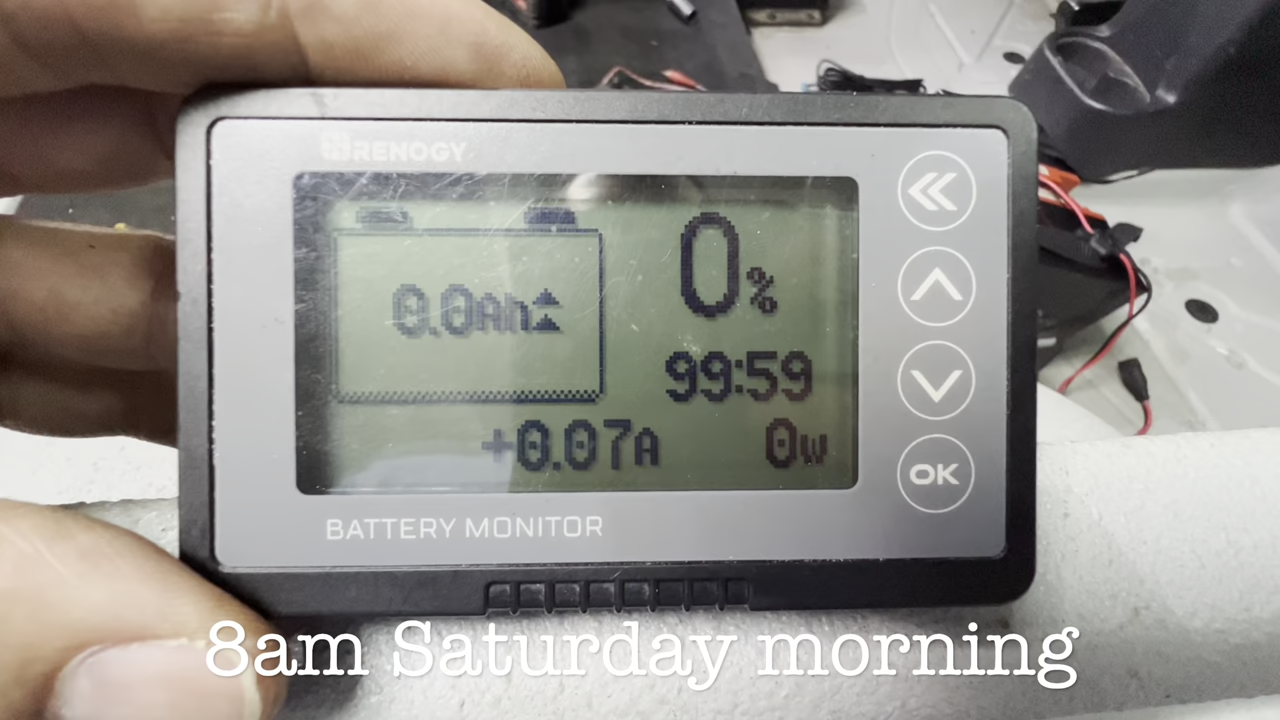 RENOGY
0%
0.0Ah
99:59
+0.07A 0w
OK
BATTERY MONITOR
8am Saturday morning